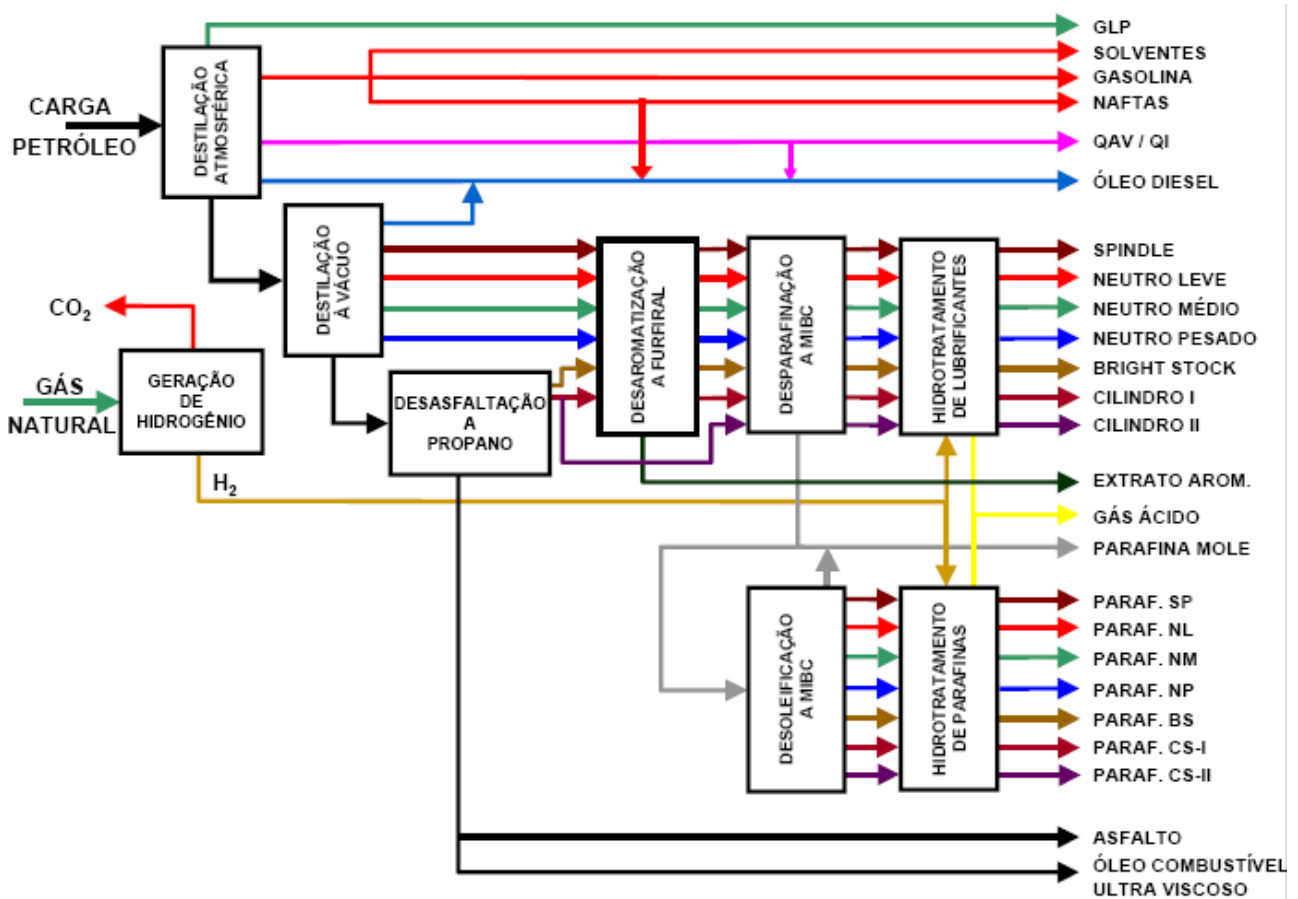 GLP
SOLVENTES
GASOLINA
NAFTAS
CARGA
PETRÓLEO
DESTILAÇÃO
ATMOSFÉRICA
QAV / QI
ÓLEO DIESEL
DESTILAÇÃO
À VÁCUO
DESAROMATIZAÇÃO
A FURFIRAL
DESPARAFINAÇÃO
A MIBC
HIDROTRATAMENTO
DE LUBRIFICANTES
SPINDLE
NEUTRO LEVE
NEUTRO MÉDIO
NEUTRO PESADO
BRIGHT STOCK
CILINDRO I
CILINDRO II
CO2
GÁS
NATURAL
GERAÇÃO
DE
HIDROGÊNIO
DESASFALTAÇÃO
A
PROPANO
H2
EXTRATO AROM.
GÁS ÁCIDO
PARAFINA MOLE
DESOLEIFICAÇÃO
A MIBC
HIDROTRATAMENTO
DE PARAFINAS
PARAF. SP
PARAF. NL
PARAF. NM
PARAF. NP
PARAF. BS
PARAF. CS-I
PARAF. CS-II
ASFALTO
ÓLEO COMBUSTÍVEL
ULTRA VISCOSO